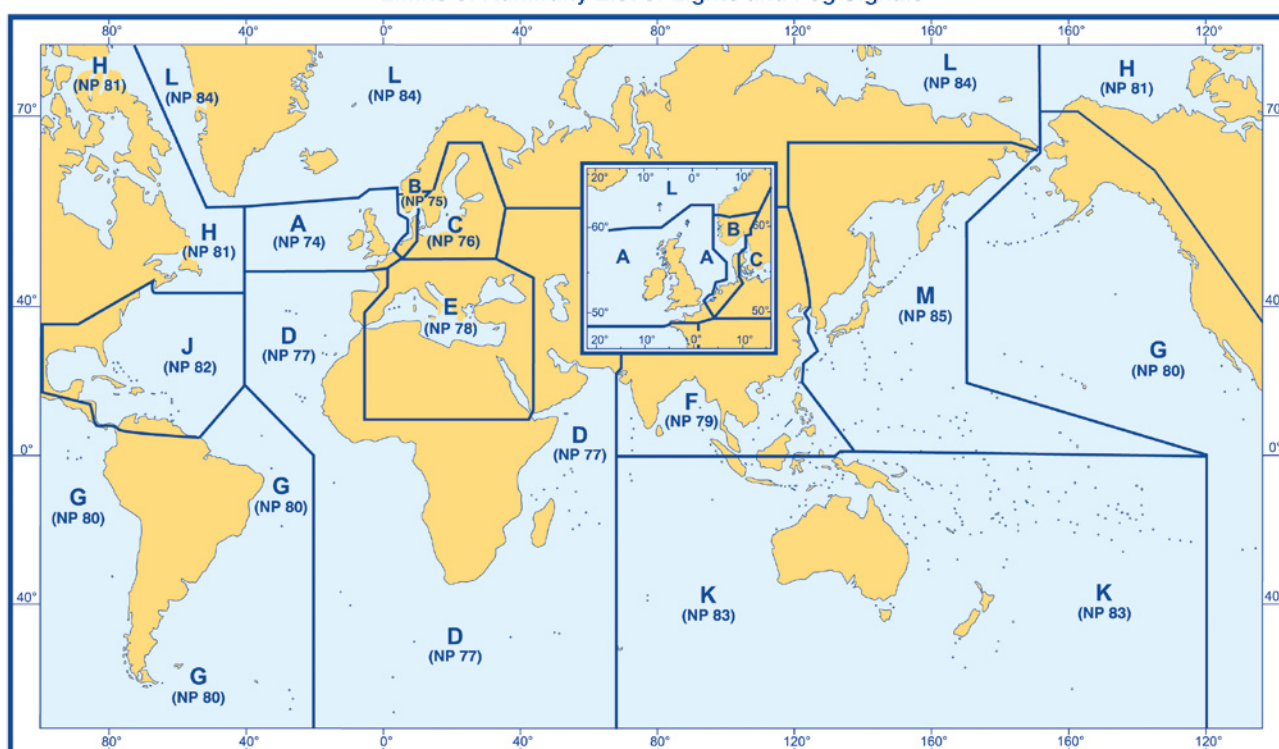 80° 40° 0° 40° 80° 120° 160° 160° 120°
H
(NP 81)
L
(NP 84)
L
(NP 84)
L
(NP 84)
H
(NP 81)
70°
70°
B
(NP 75)
20° 10° 0° 10°
L
60°
60°
B
A
A
C
50°
50°
20° 10° 0° 10°
A
(NP 74)
C
(NP 76)
H
(NP 81)
40°
40°
M
(NP 85)
E
(NP 78)
D
(NP 77)
J
(NP 82)
G
(NP 80)
F
(NP 79)
D
(NP 77)
0°
0°
G
(NP 80)
G
(NP 80)
40°
40°
K
(NP 83)
K
(NP 83)
D
(NP 77)
G
(NP 80)
80° 40° 0° 40° 80° 120° 160° 160° 120°